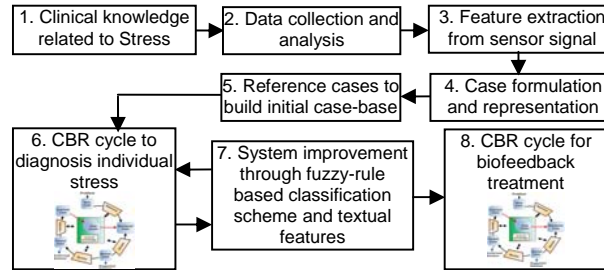 1. Clinical knowledge
related to Stress
2. Data collection and
analysis
3. Feature extraction
from sensor signal
4. Case formulation
and representation
5. Reference cases to
build initial case-base
6. CBR cycle to
diagnosis individual
stress
7. System improvement
through fuzzy-rule
based classification
scheme and textual
features
8. CBR cycle for
biofeedback
treatment